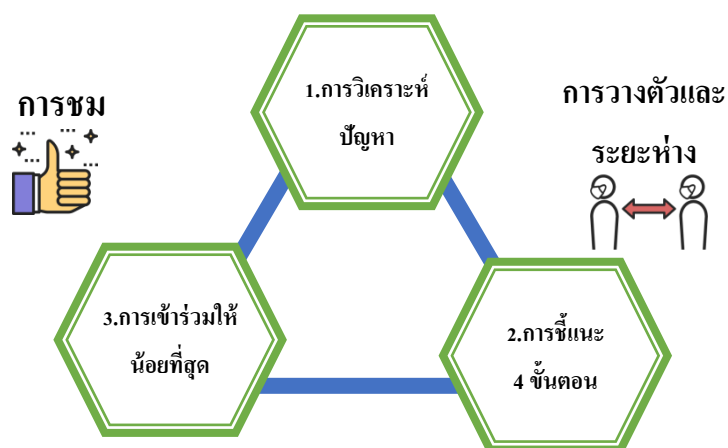 1.การวิเคราะห์
ปัญหา
การชม
การวางตัวและ
ระยะห่าง
3.การเข้าร่วมให้
น้อยที่สุด
2.การชี้แนะ
4 ขั้นตอน